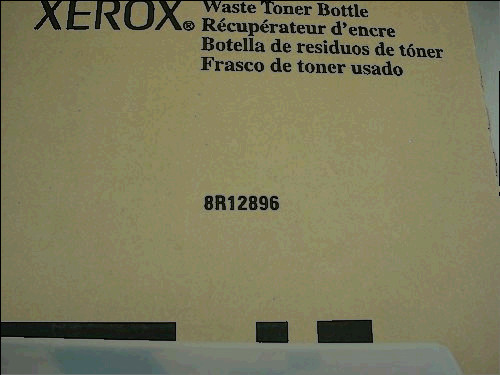 XEROX® Waste Toner Bottle
Récupérateur d'encre
Botella de residuos de tóner
Frasco de toner usado
8R12896